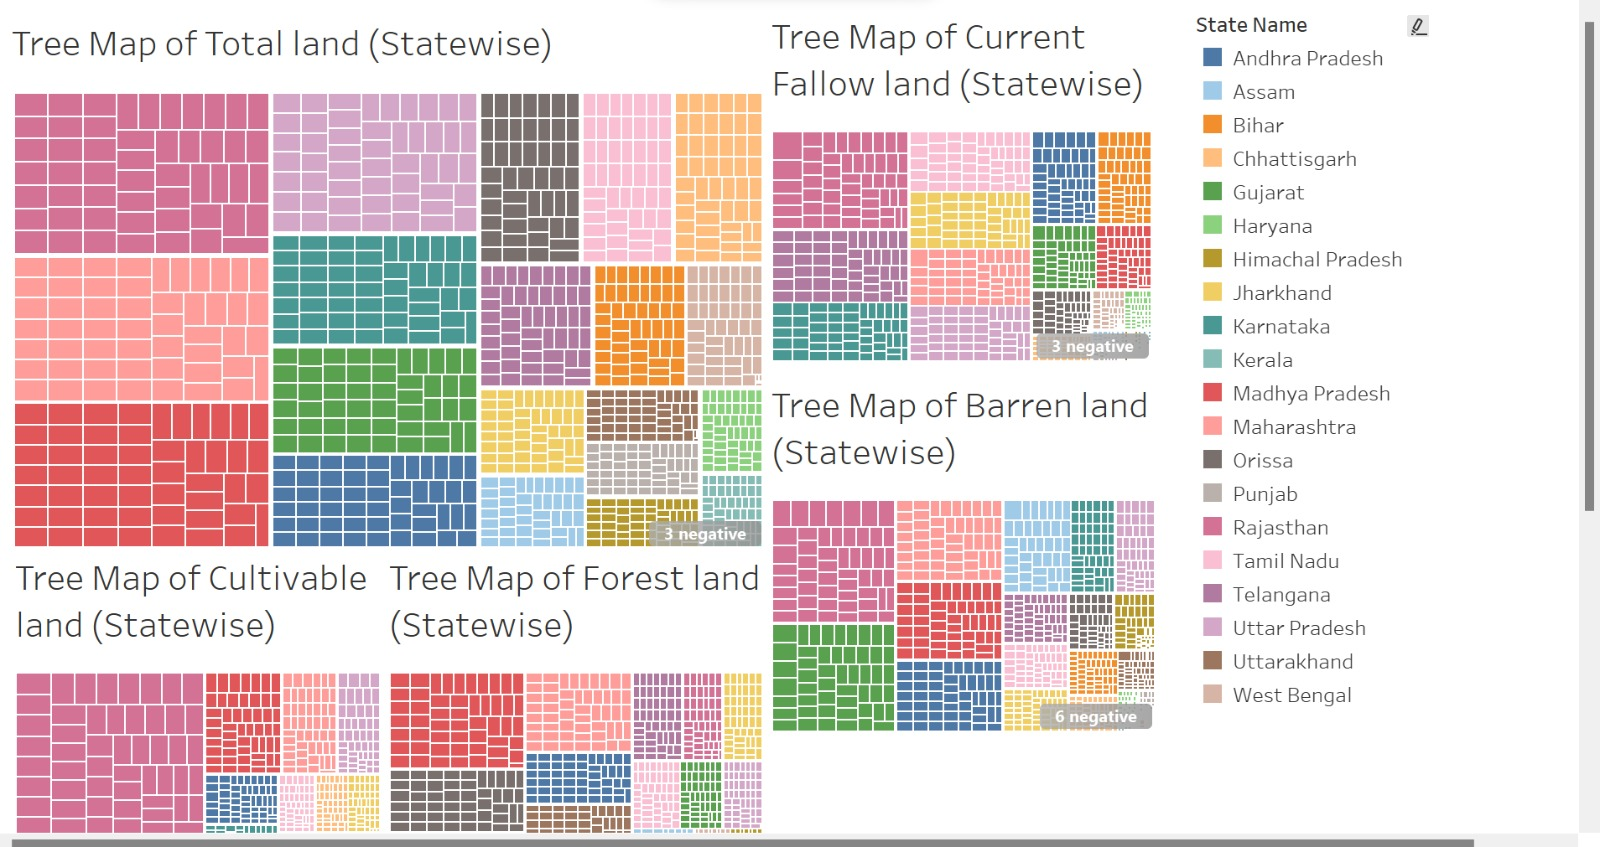 Tree Map of Total land (Statewise)
3 negative
Tree Map of Current
Fallow land (Statewise)
3 negative
Tree Map of Barren land
(Statewise)
6 negative
Tree Map of Cultivable
land (Statewise)
Tree Map of Forest land
(Statewise)
State Name
Andhra Pradesh
Assam
Bihar
Chhattisgarh
Gujarat
Haryana
Himachal Pradesh
Jharkhand
Karnataka
Kerala
Madhya Pradesh
Maharashtra
Orissa
Punjab
Rajasthan
Tamil Nadu
Telangana
Uttar Pradesh
Uttarakhand
West Bengal